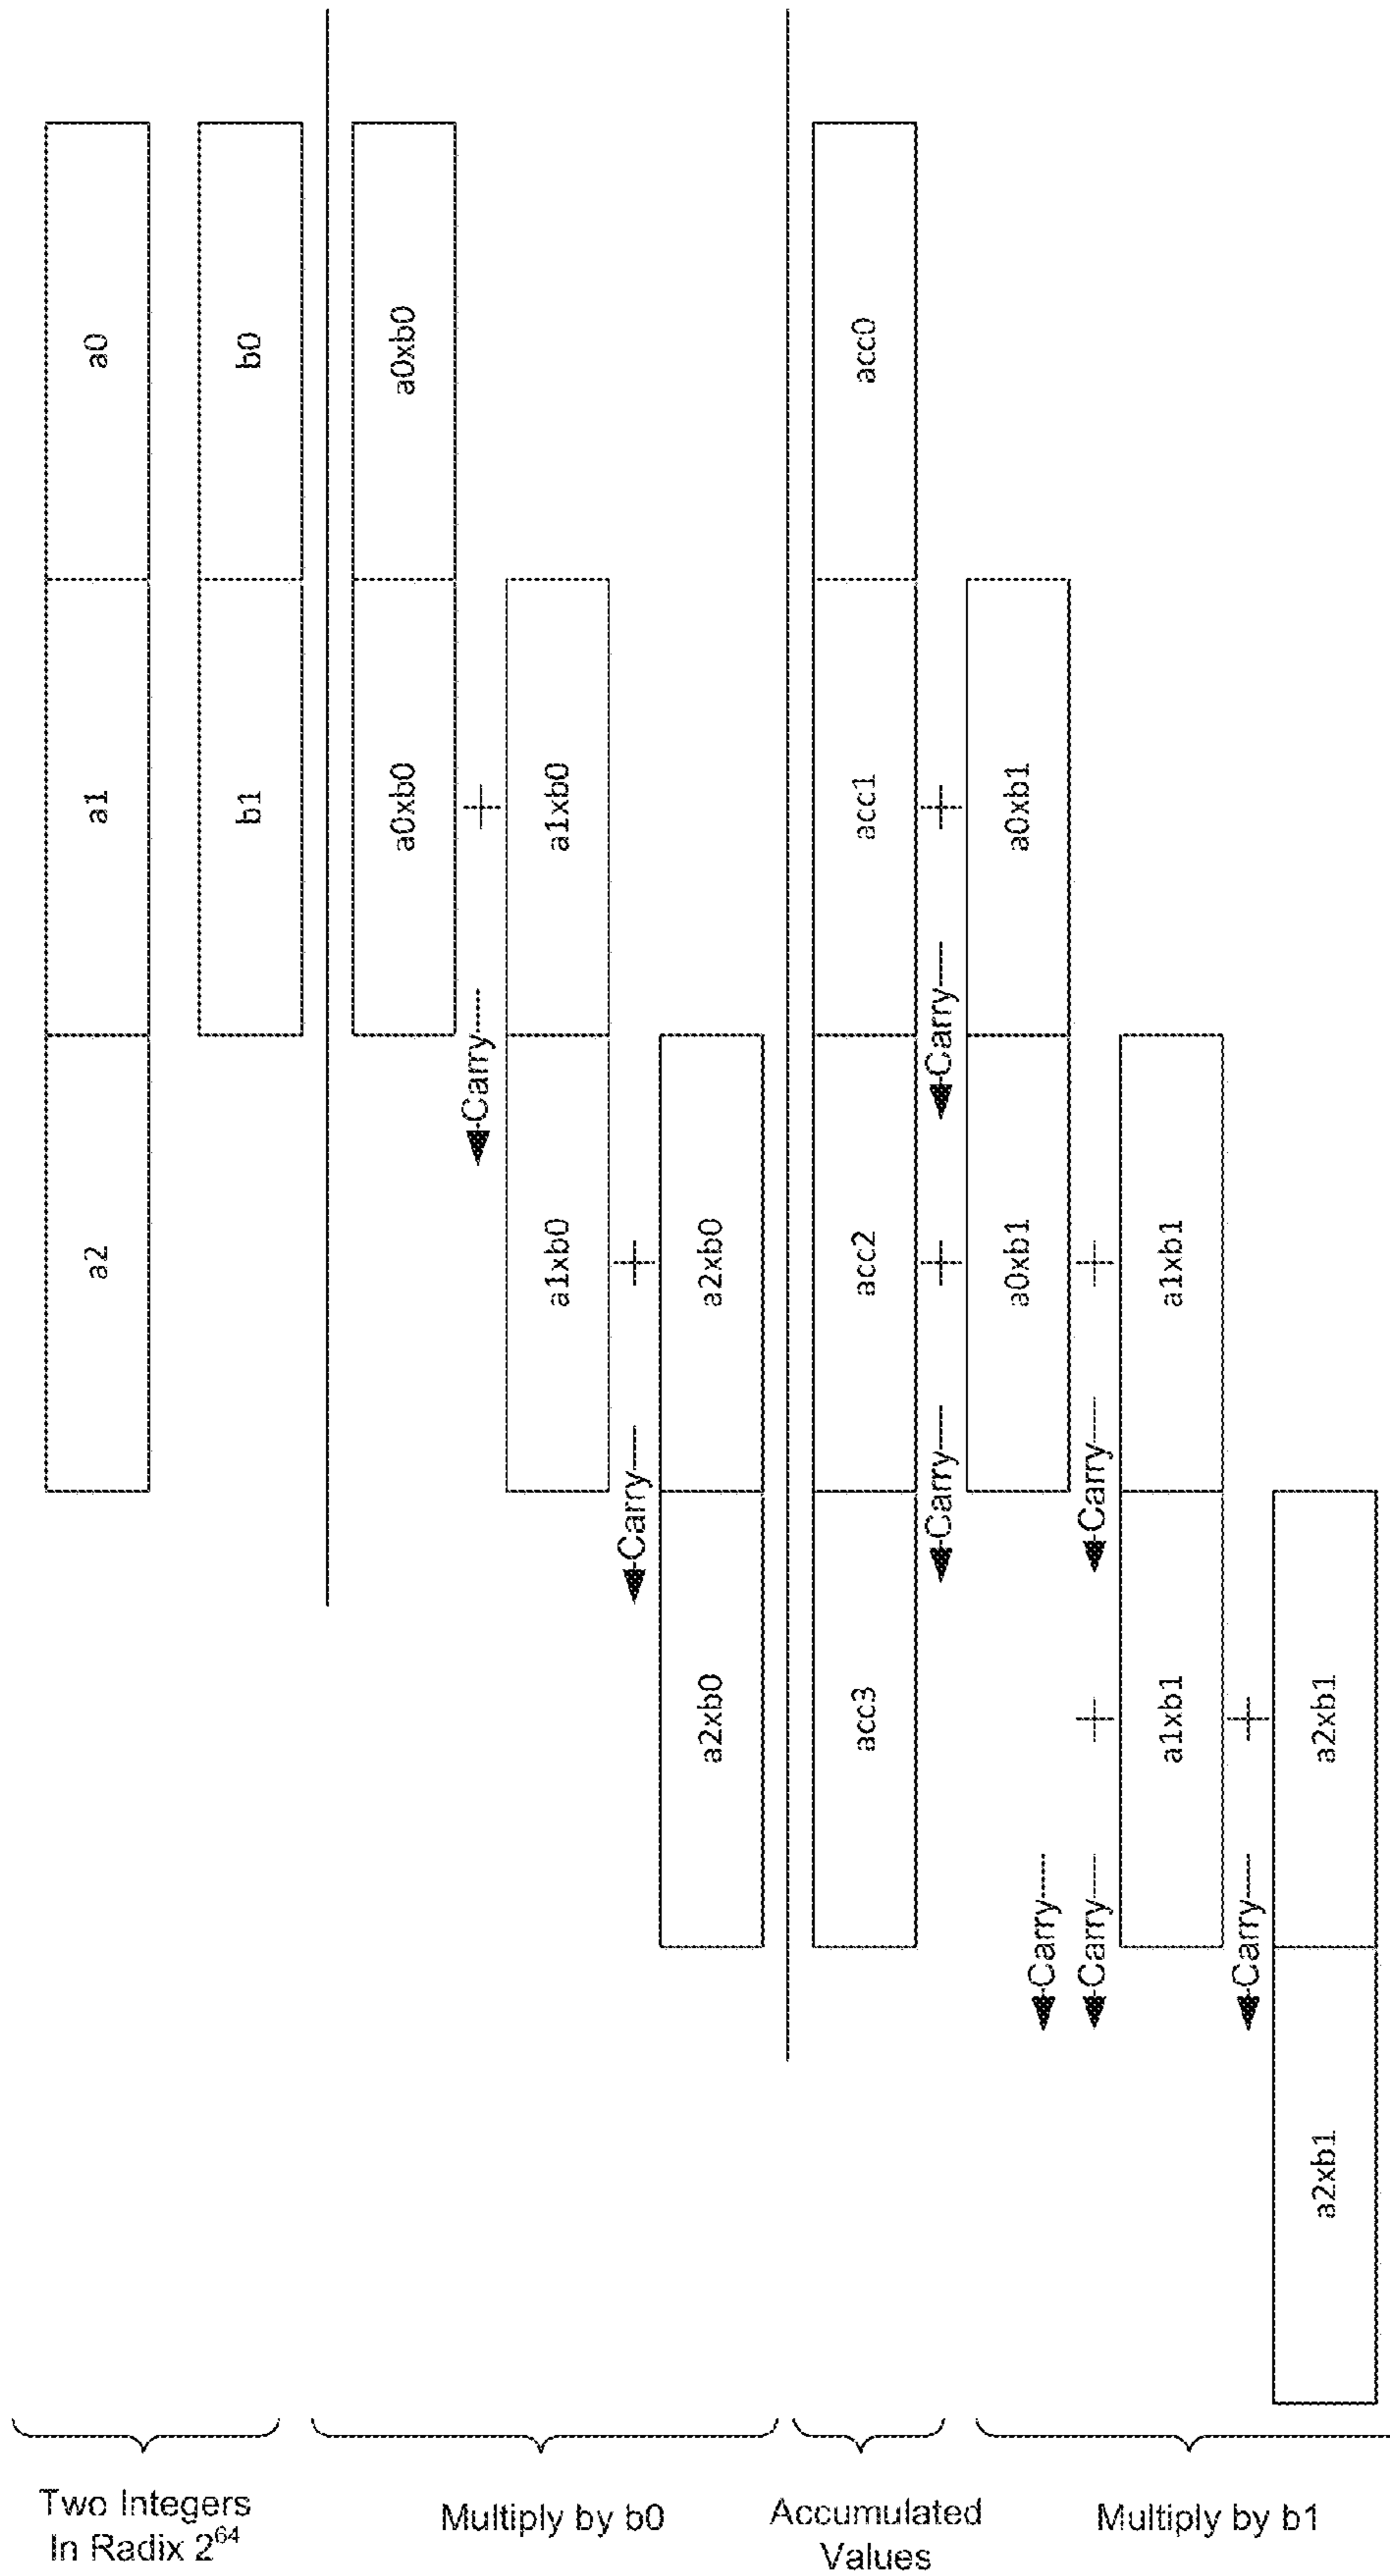 Two Integers
In Radix 2^64
a2 a1 a0
b1 b0
Multiply by b0
a0xb0 a0xb0
Carry +
a1xb0 a1xb0
Carry +
a2xb0 a2xb0
Accumulated
Values
acc3 acc2 acc1 acc0
Carry + Carry +
Multiply by b1
a0xb1 a0xb1
Carry
Carry + Carry +
a1xb1 a1xb1
Carry +
a2xb1 a2xb1